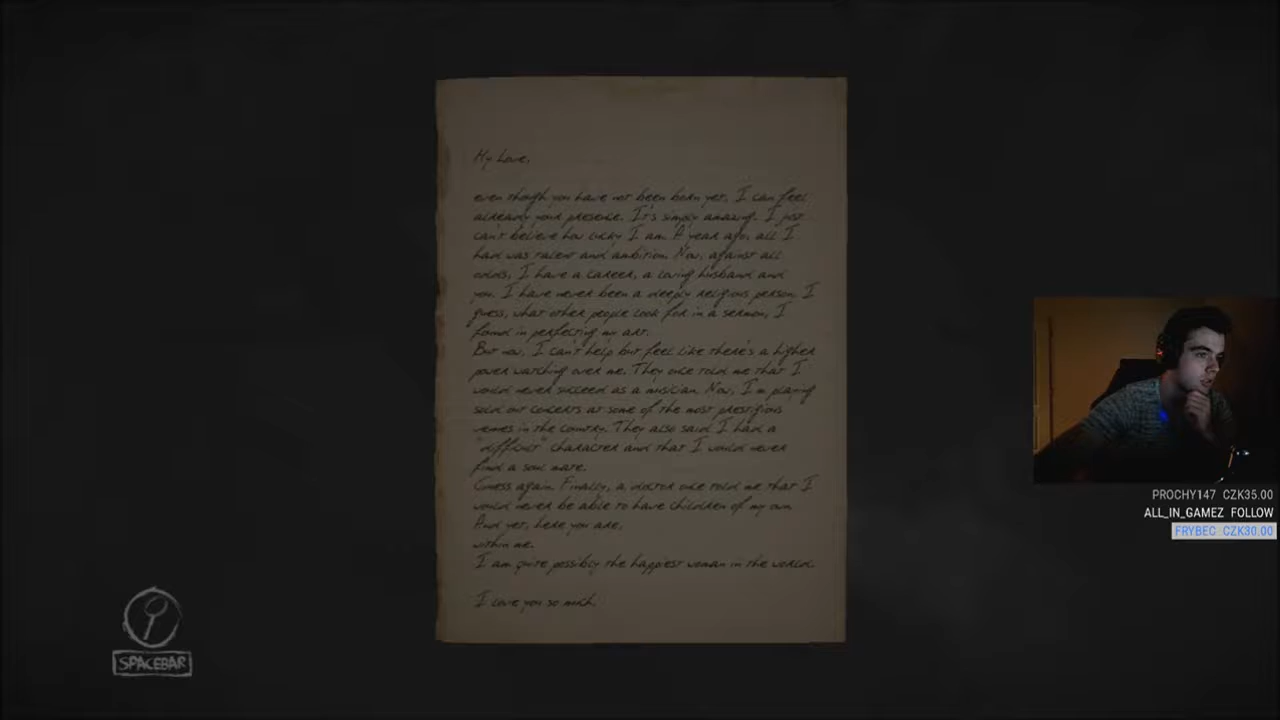 My Love,
even though you have not been born yet, I can feel
already your presence. It's simply amazing. I just
can't believe how lucky I am. A year ago, all I
had was talent and ambition. Now, against all
odds, I have a career, a loving husband and
you. I have never been a deeply religious person. I
guess, what other people look for in a sermon, I
found in perfecting my art.
But now, I can't help but feel like there's a higher
power watching over me. They once told me that I
would never succeed as a musician. Now, I'm playing
sold out concerts at some of the most prestigious
venues in the country. They also said I had a
"difficult" character and that I would never
find a soul mate.
Guess again. Finally, a doctor once told me that I
would never be able to have children of my own.
And yet, here you are,
within me.
I am quite possibly the happiest woman in the world.
I love you so much.
SPACEBAR
PROCHY147 CZK35.00
ALL_IN_GAMEZ FOLLOW
FRYBEC CZK30.00